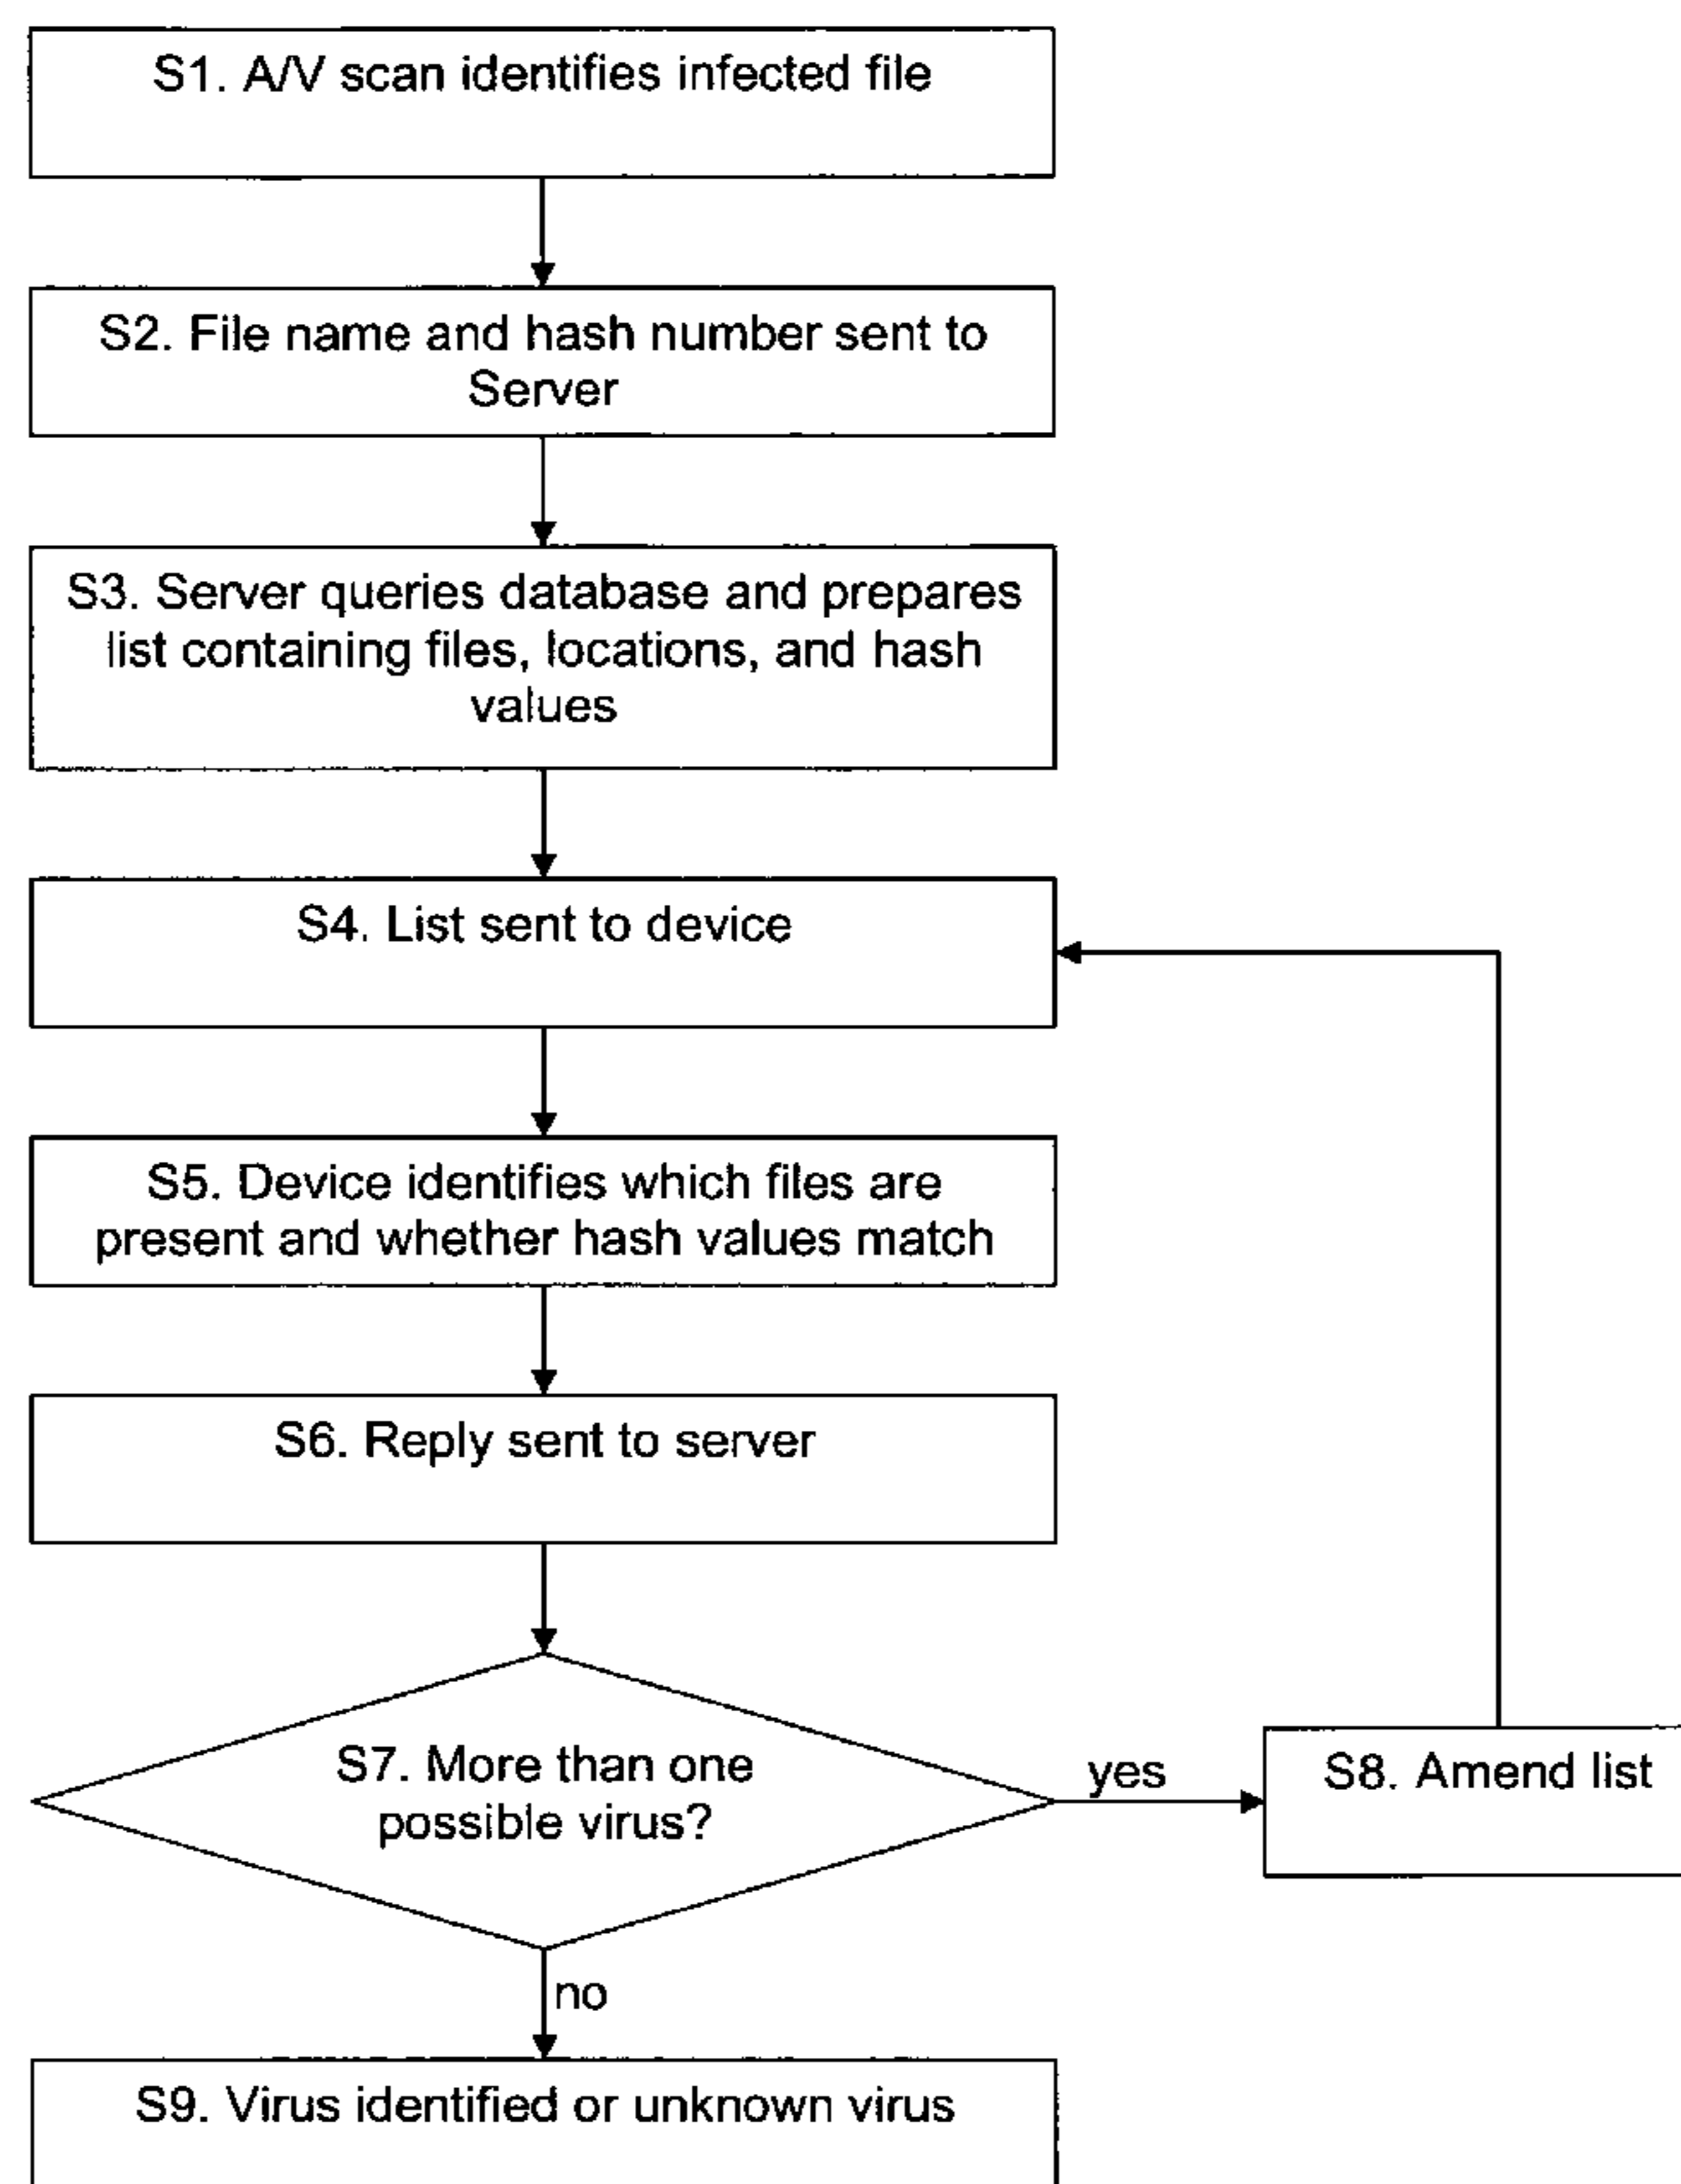 S1. A/V scan identifies infected file
S2. File name and hash number sent to
Server
S3. Server queries database and prepares
list containing files, locations, and hash
values
S4. List sent to device
S5. Device identifies which files are
present and whether hash values match
S6. Reply sent to server
S7. More than one
possible virus?
yes
S8. Amend list
no
S9. Virus identified or unknown virus